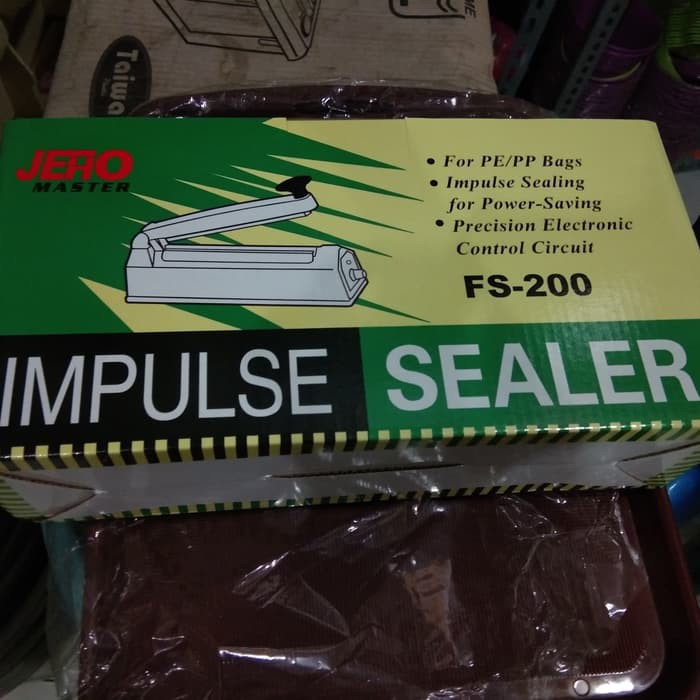 Taiwa
JERO
MASTER
• For PE/PP Bags
• Impulse Sealing
for Power-Saving
• Precision Electronic
Control Circuit
FS-200
IMPULSE SEALER